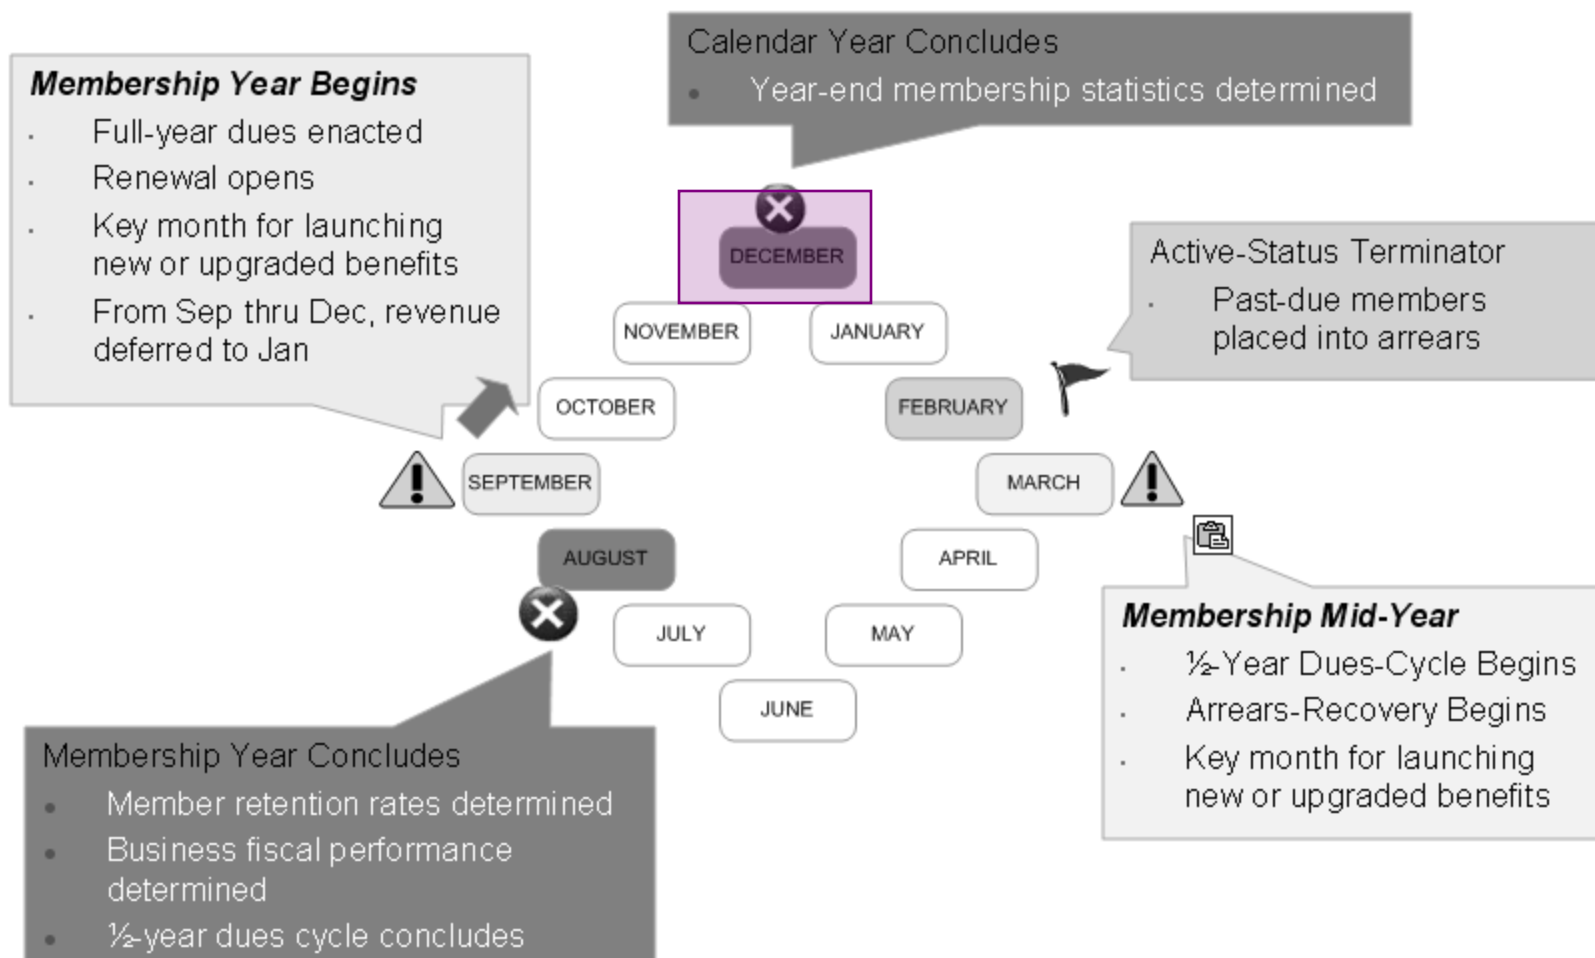 Calendar Year Concludes
• Year-end membership statistics determined
Membership Year Begins
· Full-year dues enacted
· Renewal opens
· Key month for launching
new or upgraded benefits
· From Sep thru Dec, revenue
deferred to Jan
Active-Status Terminator
· Past-due members
placed into arrears
DECEMBER
NOVEMBER
JANUARY
OCTOBER
FEBRUARY
SEPTEMBER
MARCH
AUGUST
APRIL
JULY
MAY
JUNE
Membership Mid-Year
· ½-Year Dues-Cycle Begins
· Arrears-Recovery Begins
· Key month for launching
new or upgraded benefits
Membership Year Concludes
• Member retention rates determined
• Business fiscal performance
determined
• ½-year dues cycle concludes